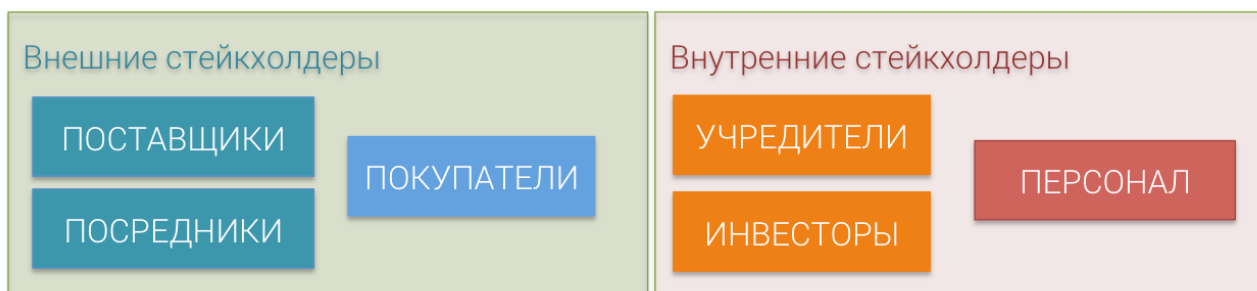 Внешние стейкхолдеры
ПОСТАВЩИКИ
ПОСРЕДНИКИ
ПОКУПАТЕЛИ
Внутренние стейкхолдеры
УЧРЕДИТЕЛИ
ИНВЕСТОРЫ
ПЕРСОНАЛ